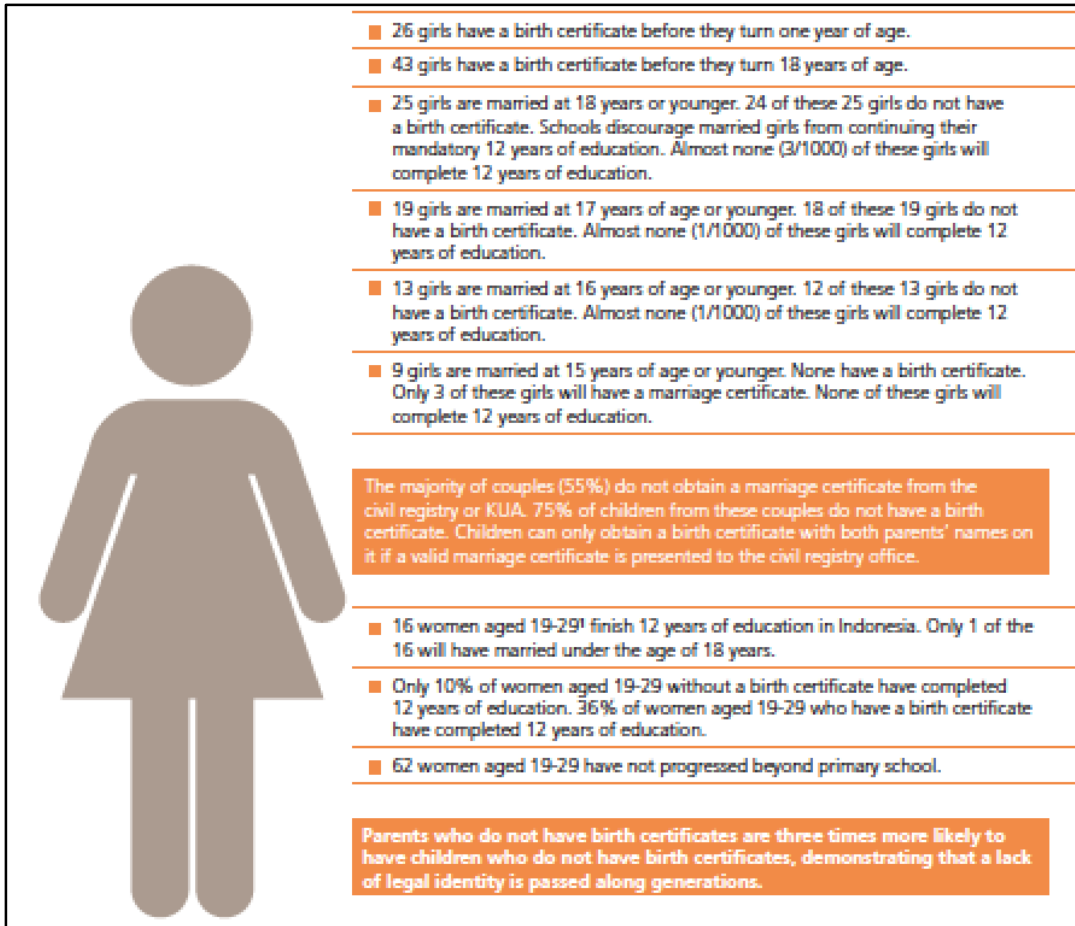 26 girls have a birth certificate before they turn one year of age.
43 girls have a birth certificate before they turn 18 years of age.
25 girls are married at 18 years or younger. 24 of these 25 girls do not have
a birth certificate. Schools discourage married girls from continuing their
mandatory 12 years of education. Almost none (3/1000) of these girls will
complete 12 years of education.
19 girls are married at 17 years of age or younger. 18 of these 19 girls do not
have a birth certificate. Almost none (1/1000) of these girls will complete 12
years of education.
13 girls are married at 16 years of age or younger. 12 of these 13 girls do not
have a birth certificate. Almost none (1/1000) of these girls will complete 12
years of education.
9 girls are married at 15 years of age or younger. None have a birth certificate.
Only 3 of these girls will have a marriage certificate. None of these girls will
complete 12 years of education.
The majority of couples (55%) do not obtain a marriage certificate from the
civil registry or KUA. 75% of children from these couples do not have a birth
certificate. Children can only obtain a birth certificate with both parents' names on
it if a valid marriage certificate is presented to the civil registry office.
16 women aged 19-29¹ finish 12 years of education in Indonesia. Only 1 of the
16 will have married under the age of 18 years.
Only 10% of women aged 19-29 without a birth certificate have completed
12 years of education. 36% of women aged 19-29 who have a birth certificate
have completed 12 years of education.
62 women aged 19-29 have not progressed beyond primary school.
Parents who do not have birth certificates are three times more likely to
have children who do not have birth certificates, demonstrating that a lack
of legal identity is passed along generations.